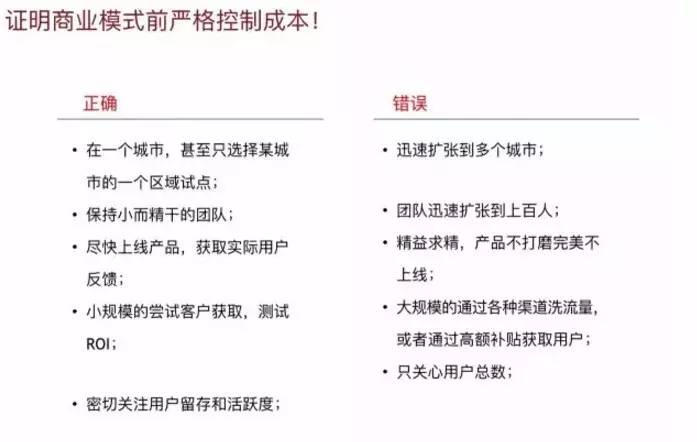 证明商业模式前严格控制成本！
正确
• 在一个城市，甚至只选择某城
市的一个区域试点；
• 保持小而精干的团队；
• 尽快上线产品，获取实际用户
反馈；
• 小规模的尝试客户获取，测试
ROI；
• 密切关注用户留存和活跃度；
错误
• 迅速扩张到多个城市；
• 团队迅速扩张到上百人；
• 精益求精，产品不打磨完美不
上线；
• 大规模的通过各种渠道洗流量，
或者通过高额补贴获取用户；
• 只关心用户总数；